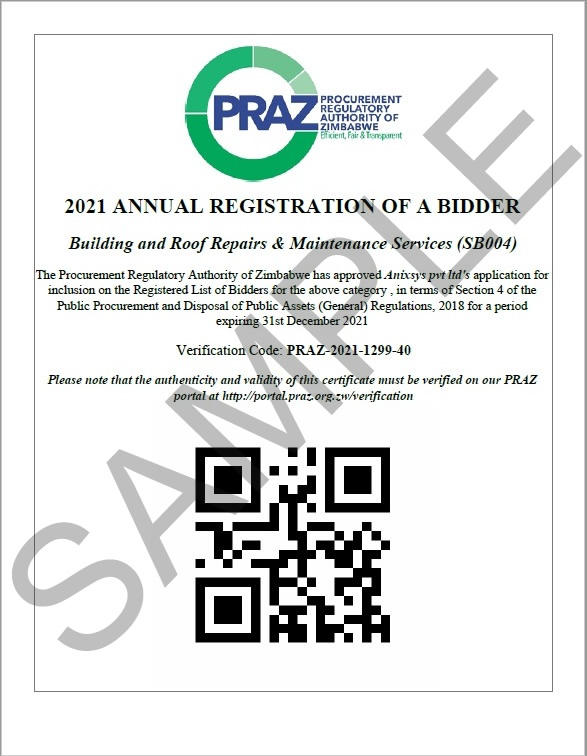 PRAZ
PROCUREMENT
REGULATORY
AUTHORITY OF
ZIMBABWE
Efficient, Fair & Transparent
2021 ANNUAL REGISTRATION OF A BIDDER
Building and Roof Repairs & Maintenance Services (SB004)
The Procurement Regulatory Authority of Zimbabwe has approved Anixsys pvt ltd's application for
inclusion on the Registered List of Bidders for the above category , in terms of Section 4 of the
Public Procurement and Disposal of Public Assets (General) Regulations, 2018 for a period
expiring 31st December 2021
Verification Code: PRAZ-2021-1299-40
Please note that the authenticity and validity of this certificate must be verified on our PRAZ
portal at http://portal.praz.org.zw/verification
SAMPLE